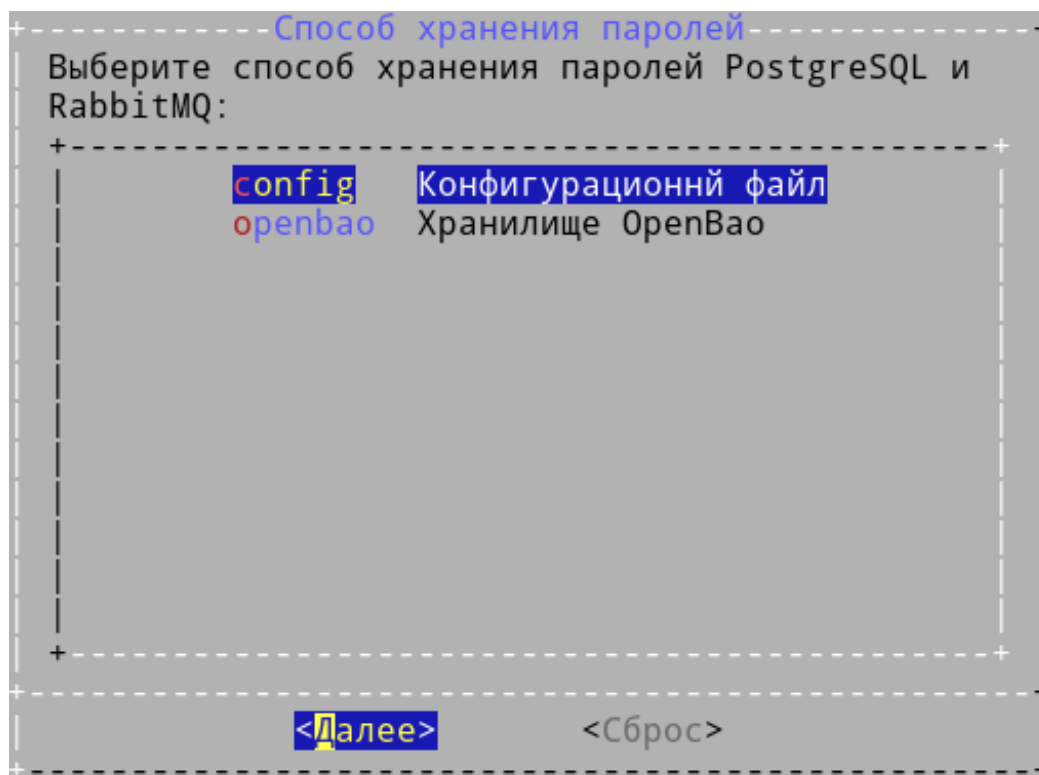 Способ хранения паролей
Выберите способ хранения паролей PostgreSQL и
RabbitMQ:
config Конфигурационнй файл
openbao Хранилище OpenBao
<Далее> <Сброс>